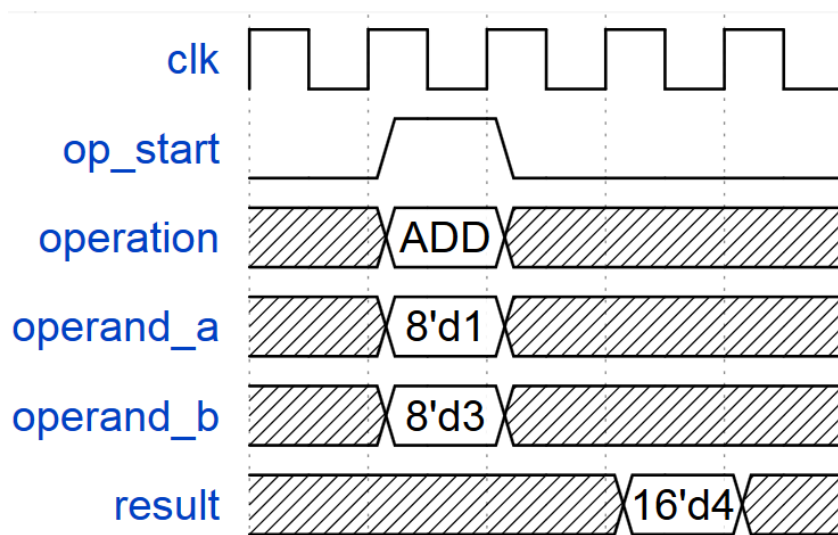 clk
op_start
operation ADD
operand_a 8'd1
operand_b 8'd3
result 16'd4